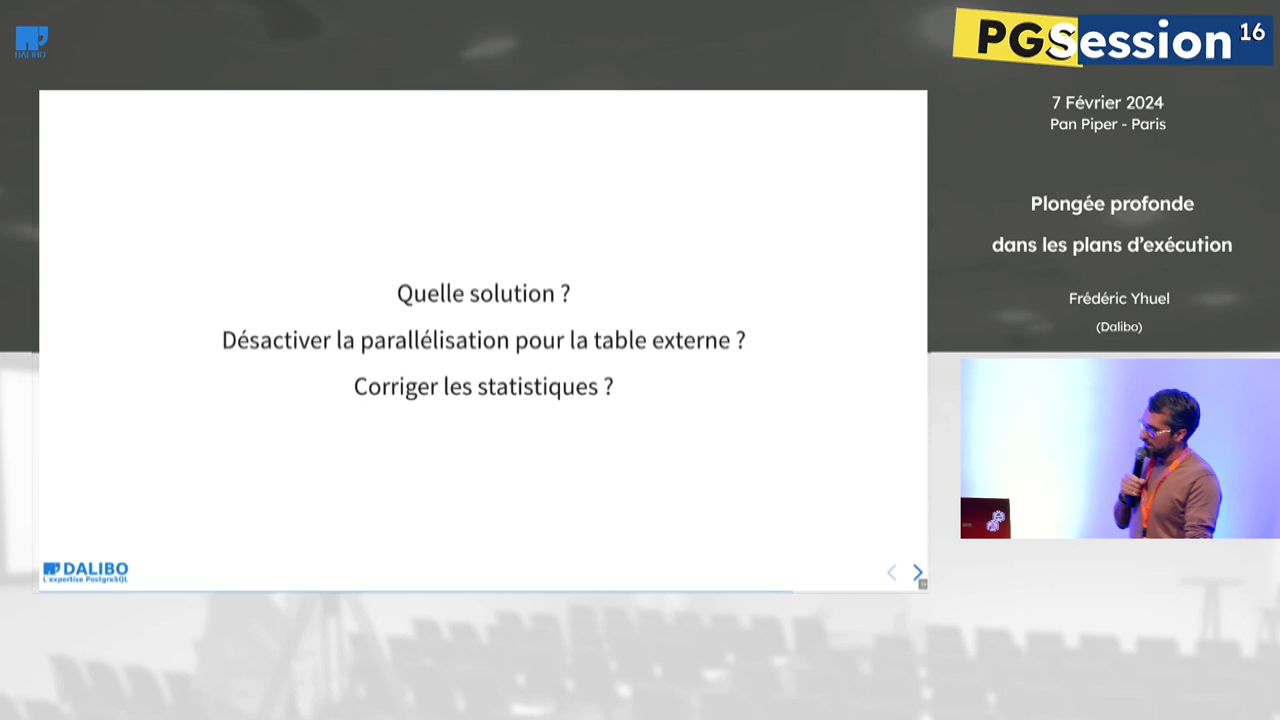 DALIBO
PGSession 16
7 Février 2024
Pan Piper - Paris
Plongée profonde
dans les plans d'exécution
Frédéric Yhuel
(Dalibo)
Quelle solution ?
Désactiver la parallélisation pour la table externe ?
Corriger les statistiques ?
DALIBO
L'expertise PostgreSQL